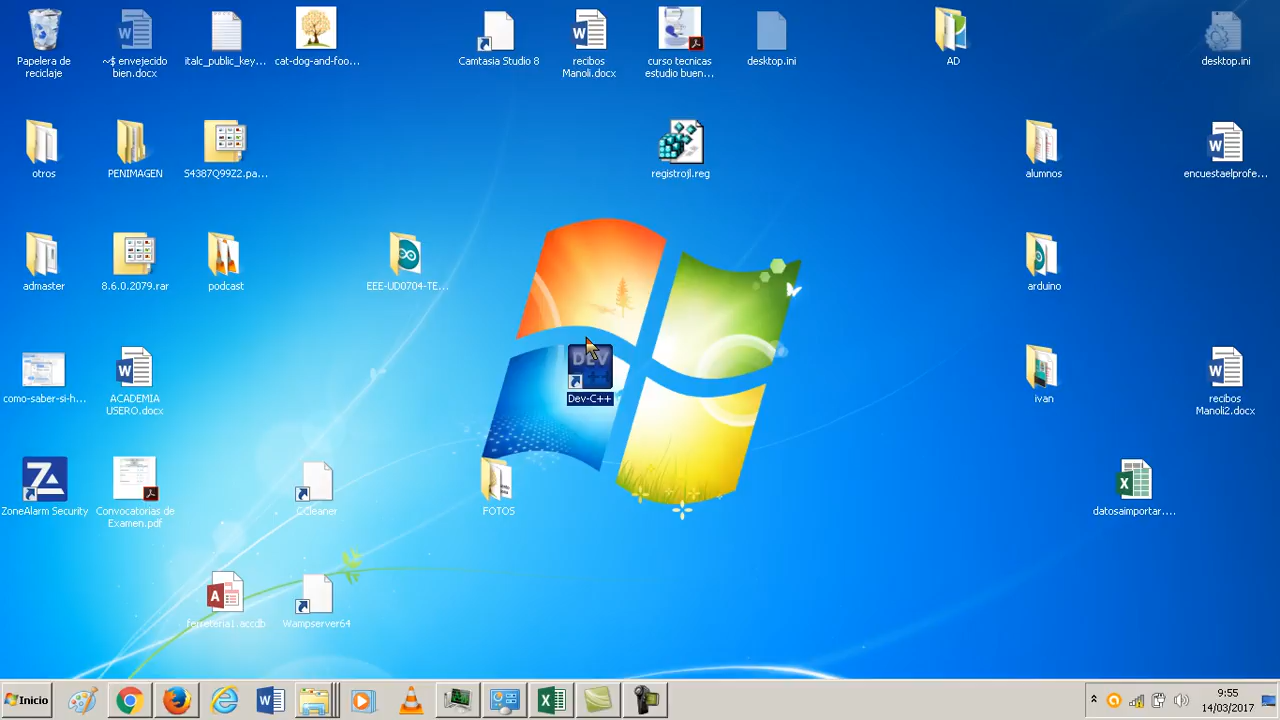 Papelera de
reciclaje
~$ envejecido
bien.docx
italc_public_key...
cat-dog-and-foo...
Camtasia Studio 8
recibos
Manoli.docx
curso tecnicas
estudio buen...
desktop.ini
AD
desktop.ini
otros
PENIMAGEN
S4387Q99Z2.pa...
registrojl.reg
alumnos
encuestaelprofe...
admaster
8.6.0.2079.rar
podcast
EEE-UD0704-TE...
arduino
DEV
C++
Dev-C++
como-saber-si-h...
ACADEMIA
USERO.docx
ivan
recibos
Manoli2.docx
ZoneAlarm Security
Convocatorias de
Examen.pdf
CCleaner
FOTOS
datosaimportar....
ferreteria1.accdb
Wampserver64
Inicio
9:55
14/03/2017